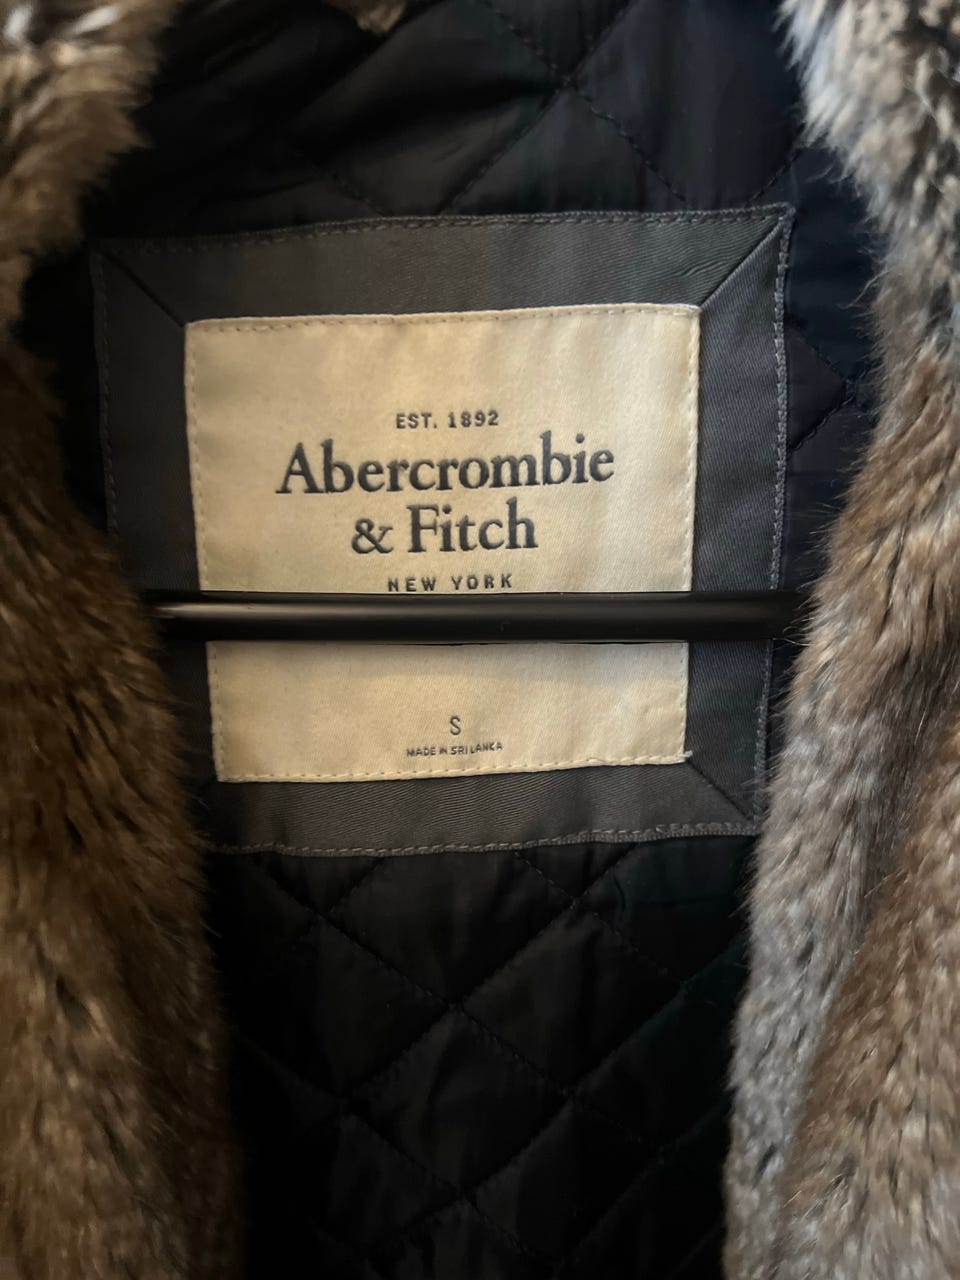 EST. 1892
Abercrombie
& Fitch
NEW YORK
S
MADE IN SRI LANKA